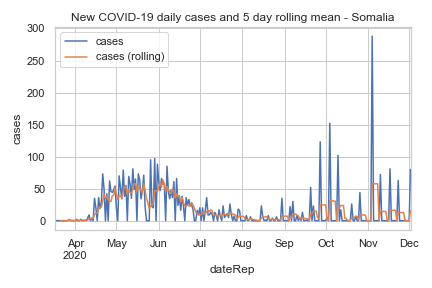 New COVID-19 daily cases and 5 day rolling mean - Somalia
cases
cases (rolling)
300
250
200
150
100
50
0
cases
Apr May Jun Jul Aug Sep Oct Nov Dec
2020
dateRep